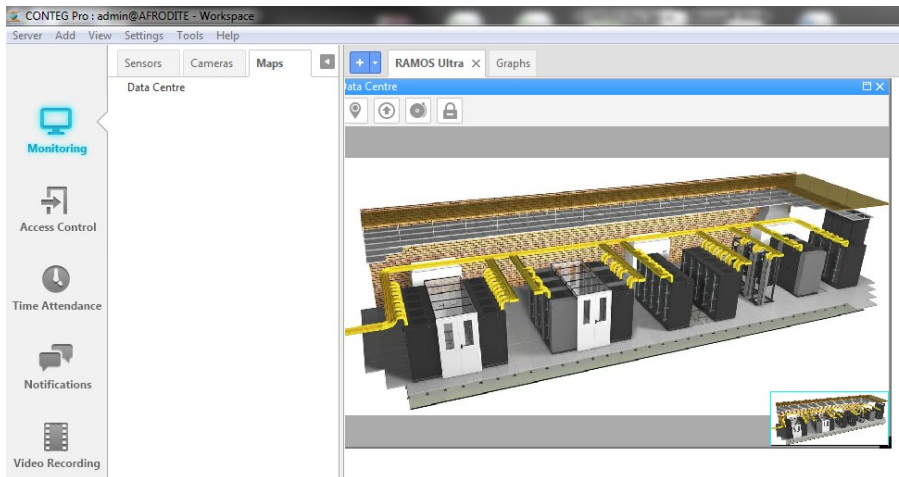 CONTEG Pro : admin@AFRODITE - Workspace
Server Add View Settings Tools Help
Sensors Cameras Maps
RAMOS Ultra Graphs
Data Centre
ata Centre
Monitoring
Access Control
Time Attendance
Notifications
Video Recording